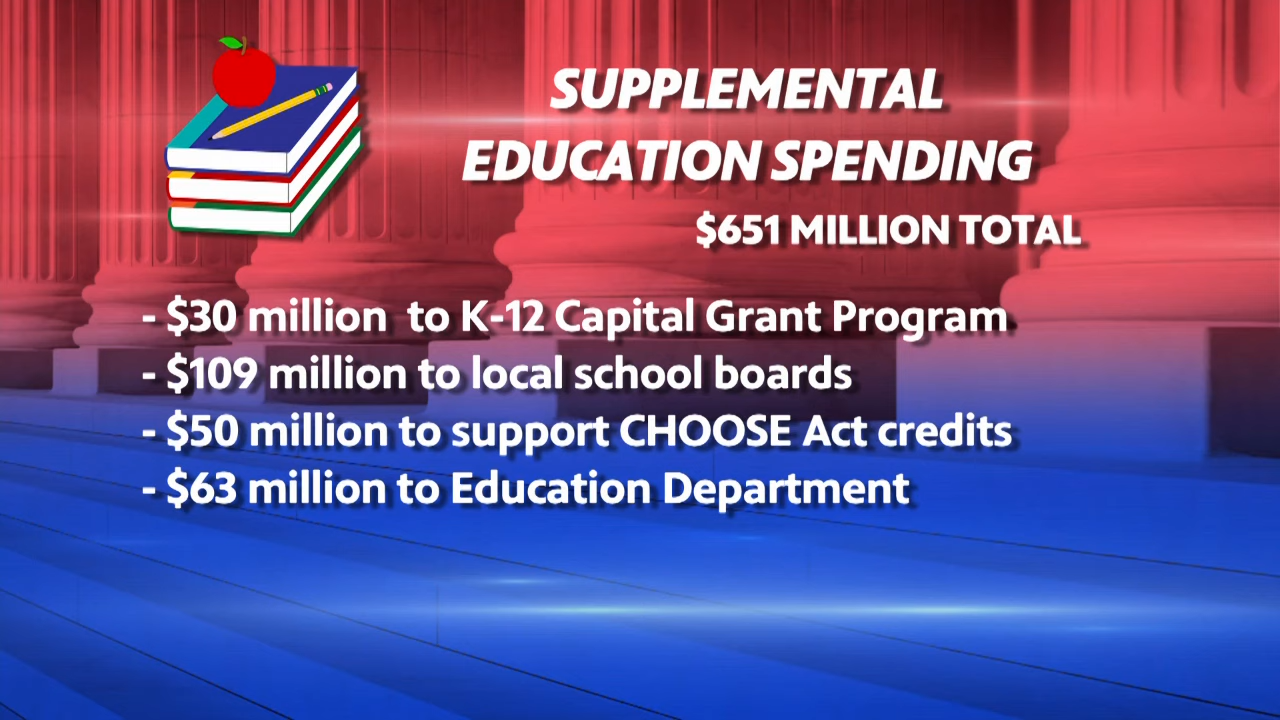 SUPPLEMENTAL
EDUCATION SPENDING
$651 MILLION TOTAL
- $30 million  to K-12 Capital Grant Program
- $109 million to local school boards
- $50 million to support CHOOSE Act credits
- $63 million to Education Department